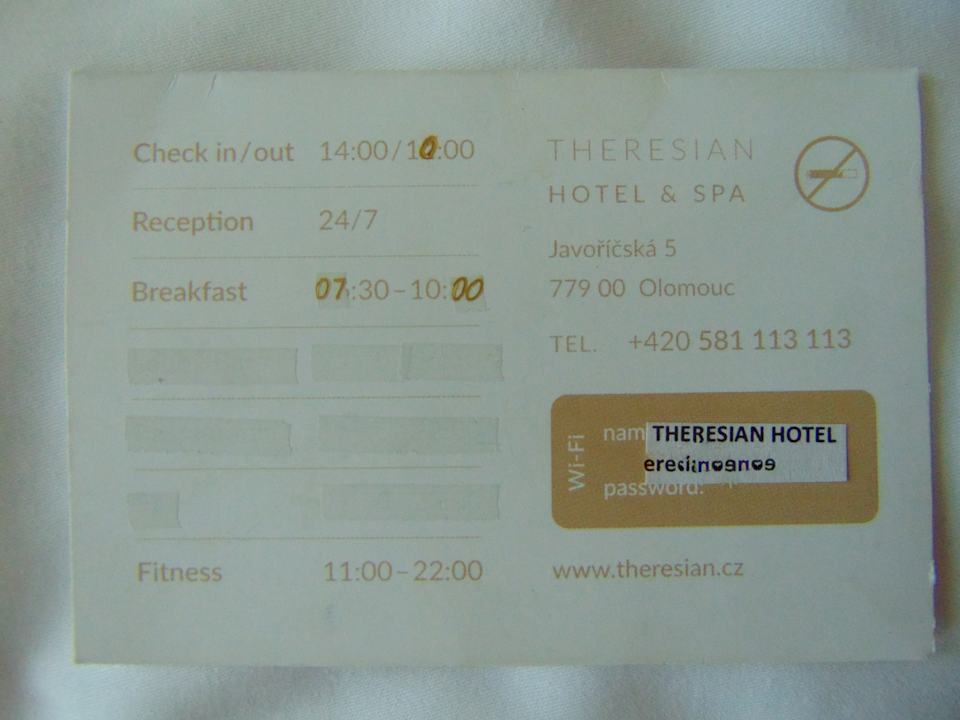 Check in/out 14:00/10:00
Reception 24/7
Breakfast 07:30-10:00
Fitness 11:00-22:00
THERESIAN
HOTEL & SPA
Javoříčská 5
779 00 Olomouc
TEL. +420 581 113 113
Wi-Fi
nam THERESIAN HOTEL
password:
www.theresian.cz